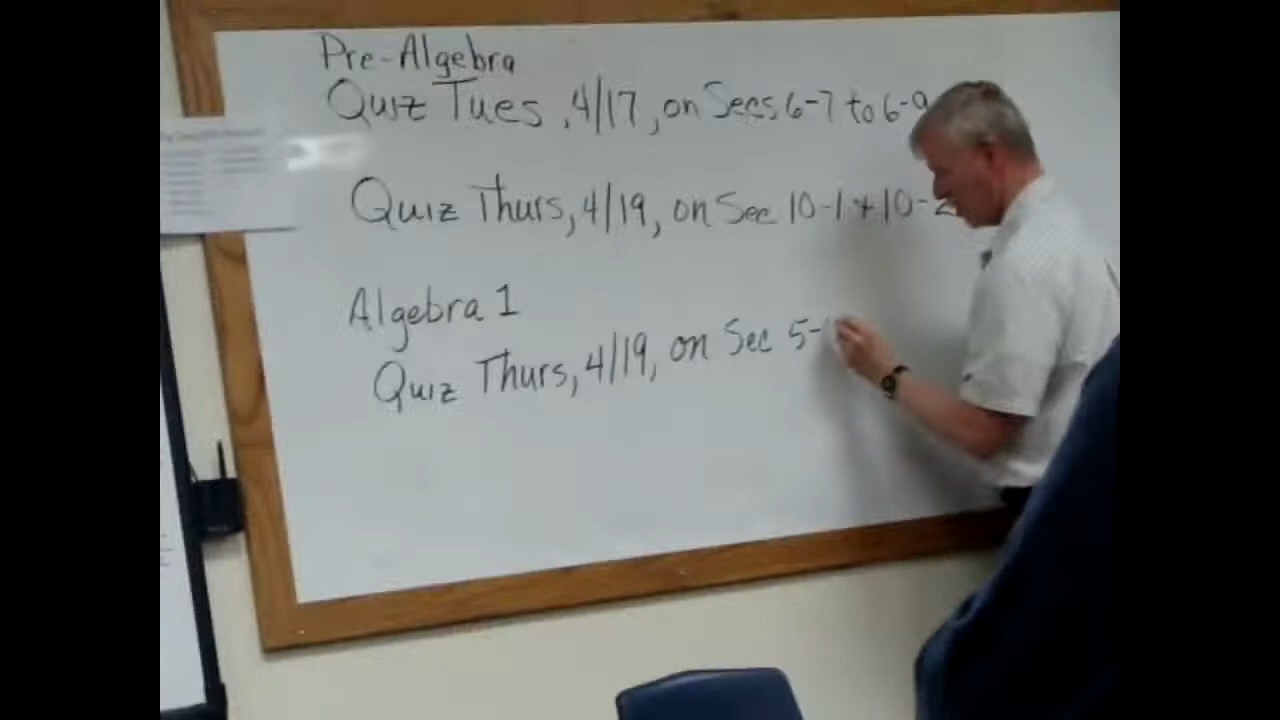 Pre-Algebra
Quiz Tues, 4/17, on Secs 6-7 to 6-9
Quiz Thurs, 4/19, on Sec 10-1 + 10-2
Algebra 1
Quiz Thurs, 4/19, on Sec 5-